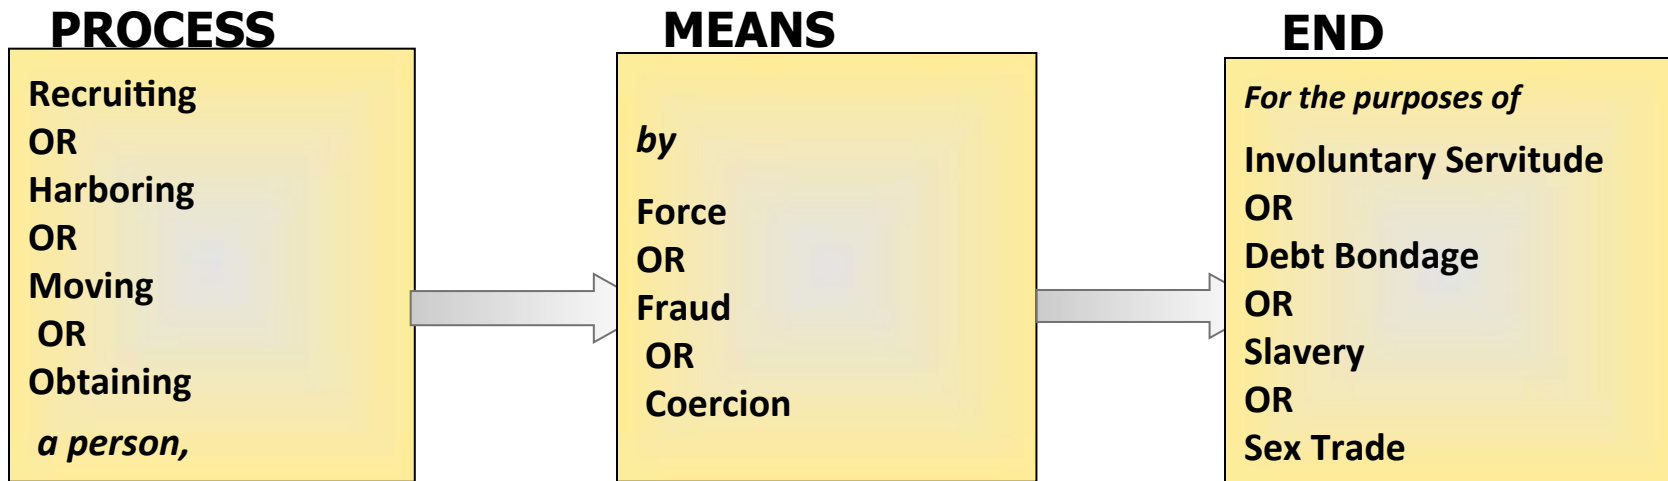 PROCESS
Recruiting
OR
Harboring
OR
Moving
OR
Obtaining
a person,
MEANS
by
Force
OR
Fraud
OR
Coercion
END
For the purposes of
Involuntary Servitude
OR
Debt Bondage
OR
Slavery
OR
Sex Trade